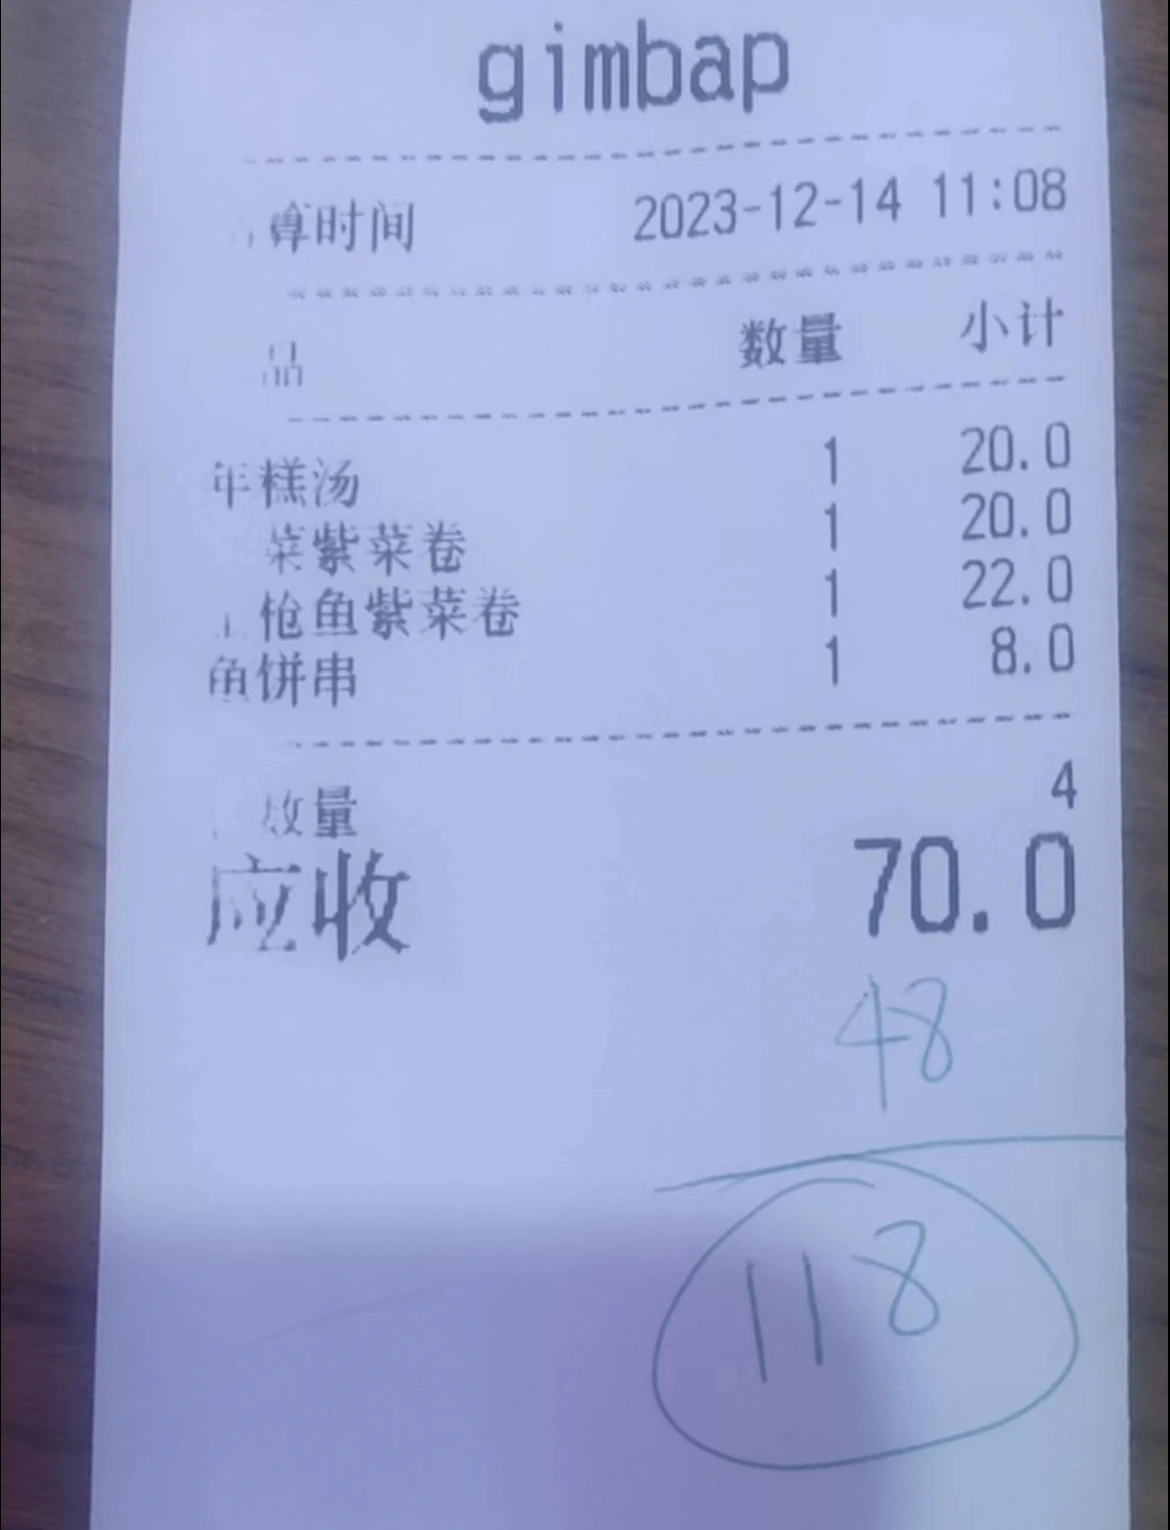 gimbap
算时间 2023-12-14 11:08
品 数量 小计
年糕汤 1 20.0
菜紫菜卷 1 20.0
枪鱼紫菜卷 1 22.0
鱼饼串 1 8.0
数量 4
应收 70.0
48
118